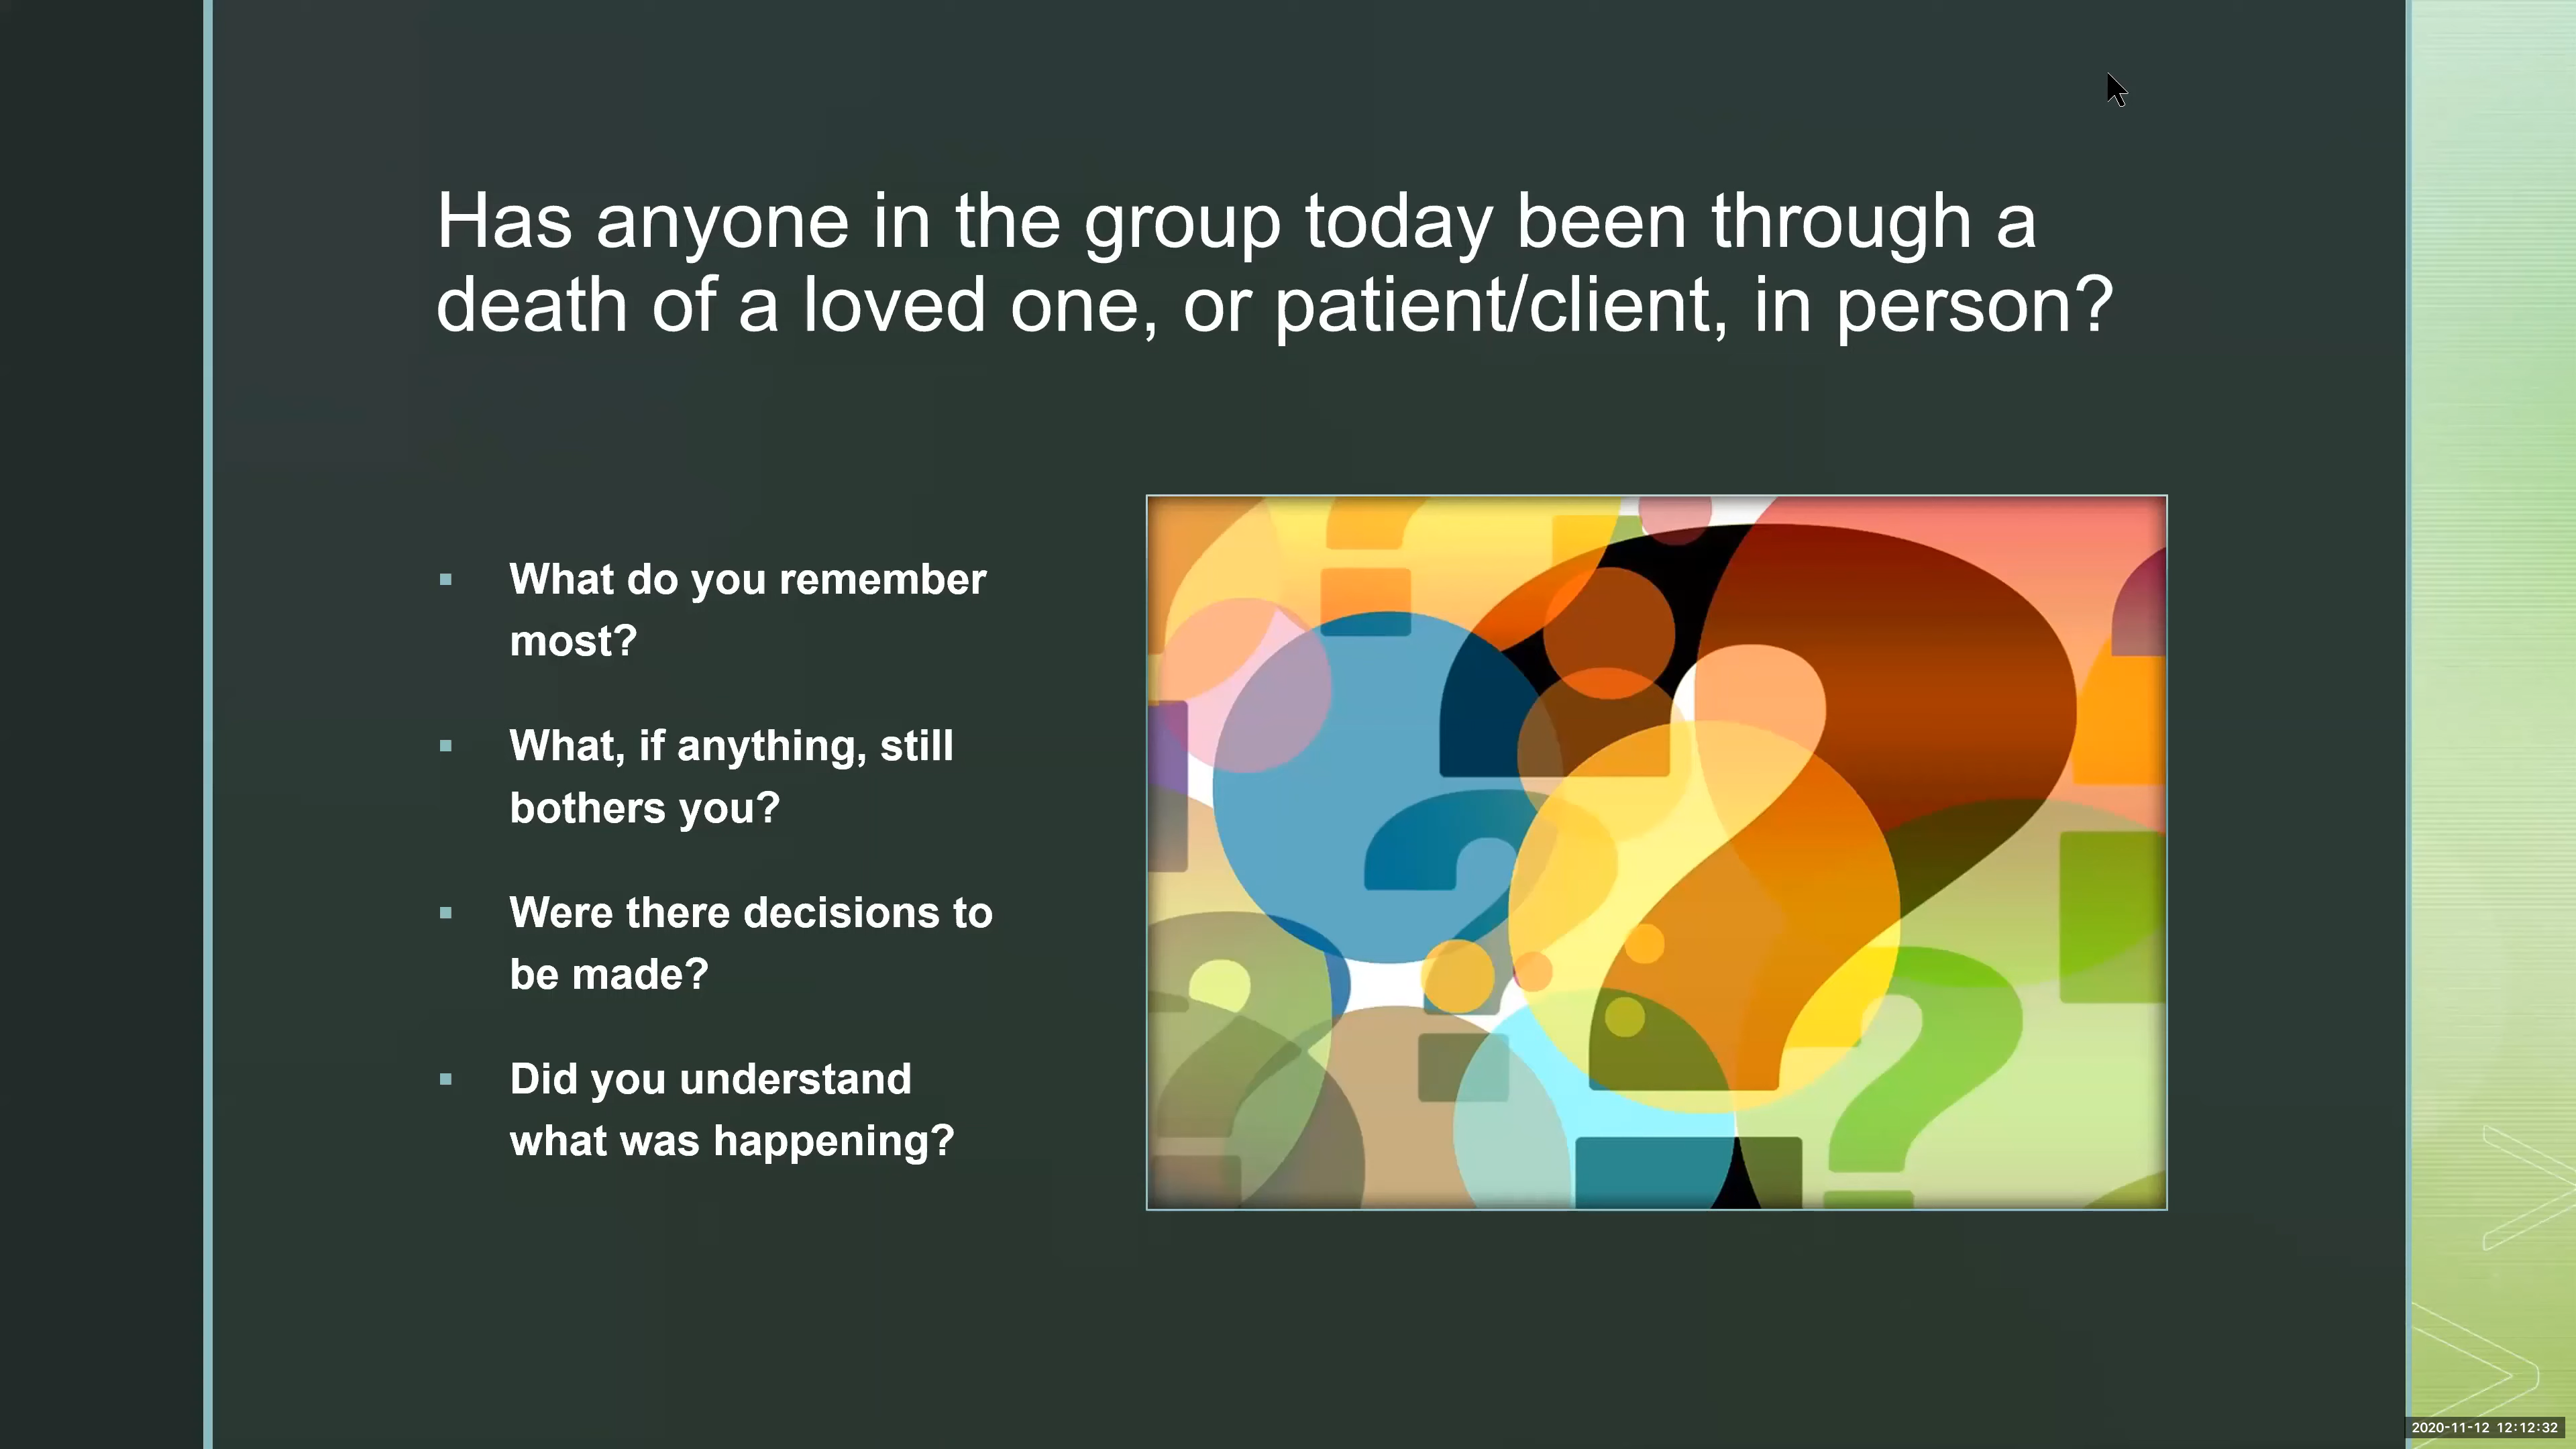 Has anyone in the group today been through a
death of a loved one, or patient/client, in person?
▪ What do you remember
most?
▪ What, if anything, still
bothers you?
▪ Were there decisions to
be made?
▪ Did you understand
what was happening?
2020-11-12 12:12:32